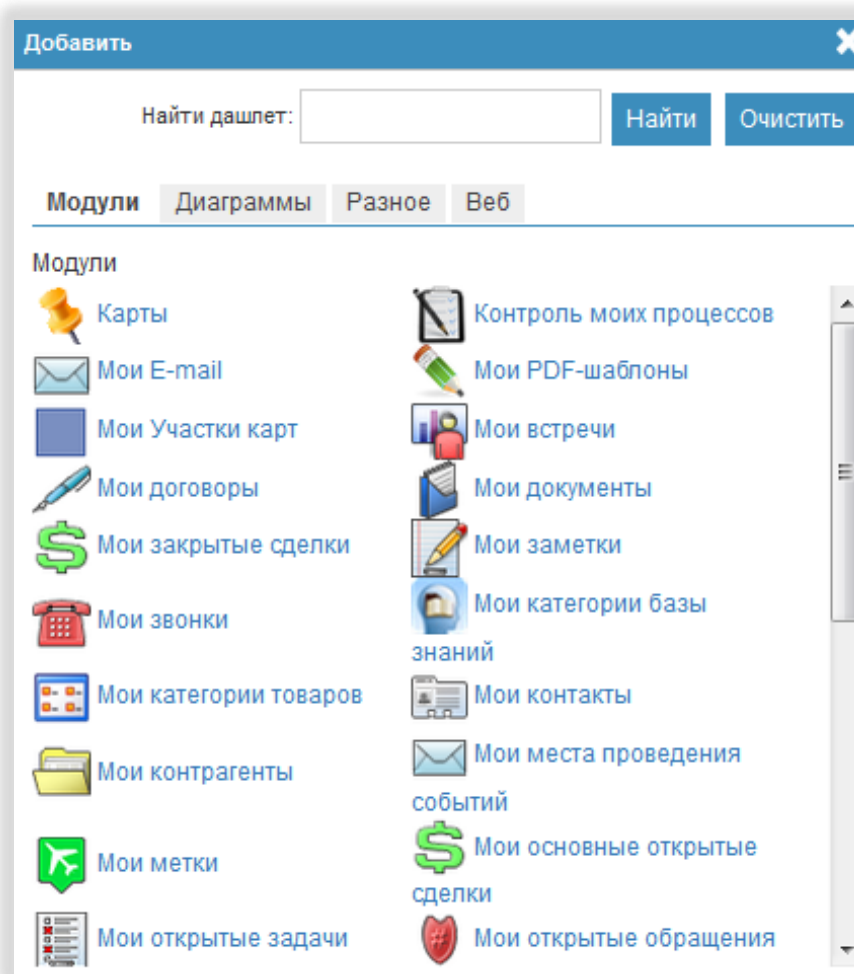 Добавить
Найти дашлет: Найти Очистить
Модули Диаграммы Разное Веб
Модули
Карты Контроль моих процессов
Мои E-mail Мои PDF-шаблоны
Мои Участки карт Мои встречи
Мои договоры Мои документы
Мои закрытые сделки Мои заметки
Мои звонки Мои категории базы
знаний
Мои категории товаров Мои контакты
Мои контрагенты Мои места проведения
событий
Мои метки Мои основные открытые
сделки
Мои открытые задачи Мои открытые обращения